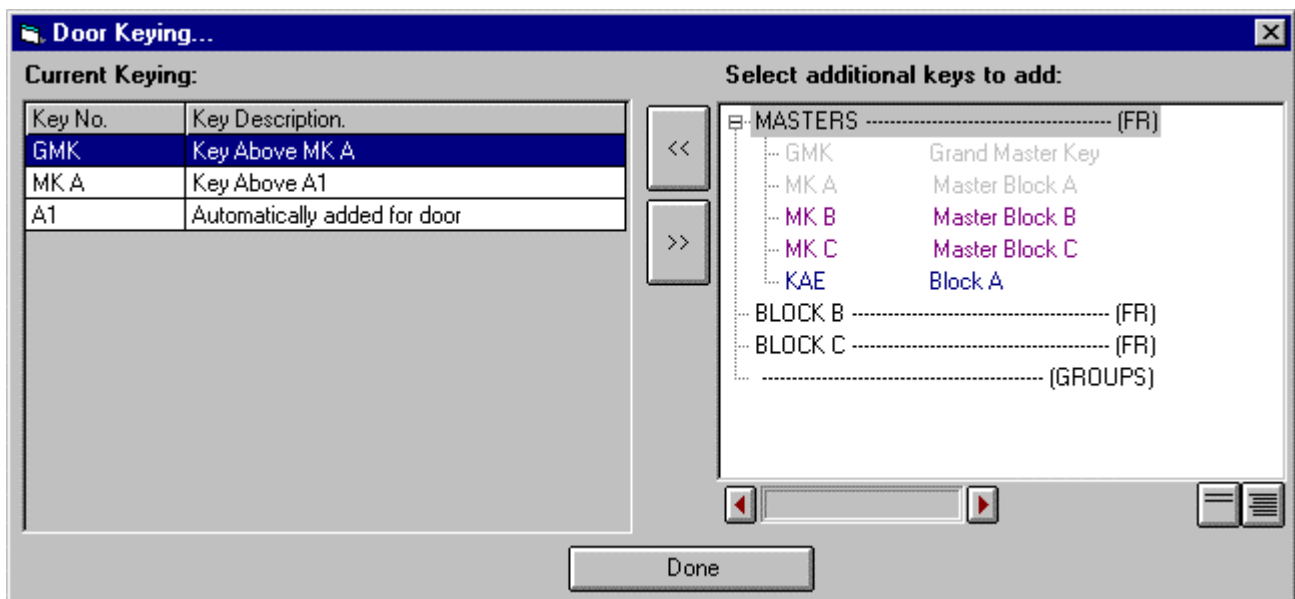 Door Keying...
Current Keying:
Key No. Key Description.
GMK Key Above MK A
MK A Key Above A1
A1 Automatically added for door
<<
>>
Select additional keys to add:
MASTERS ----------------------------------- (FR)
GMK Grand Master Key
MK A Master Block A
MK B Master Block B
MK C Master Block C
KAE Block A
BLOCK B ------------------------------------- (FR)
BLOCK C ------------------------------------- (FR)
---------------------------------------- (GROUPS)
Done